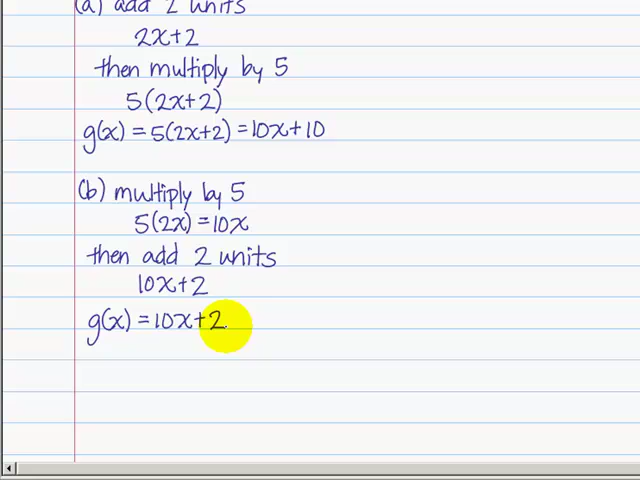 (a) add 2 units
2x+2
then multiply by 5
5(2x+2)
g(x) = 5(2x+2) = 10x+10
(b) multiply by 5
5(2x) = 10x
then add 2 units
10x+2
g(x) = 10x+2